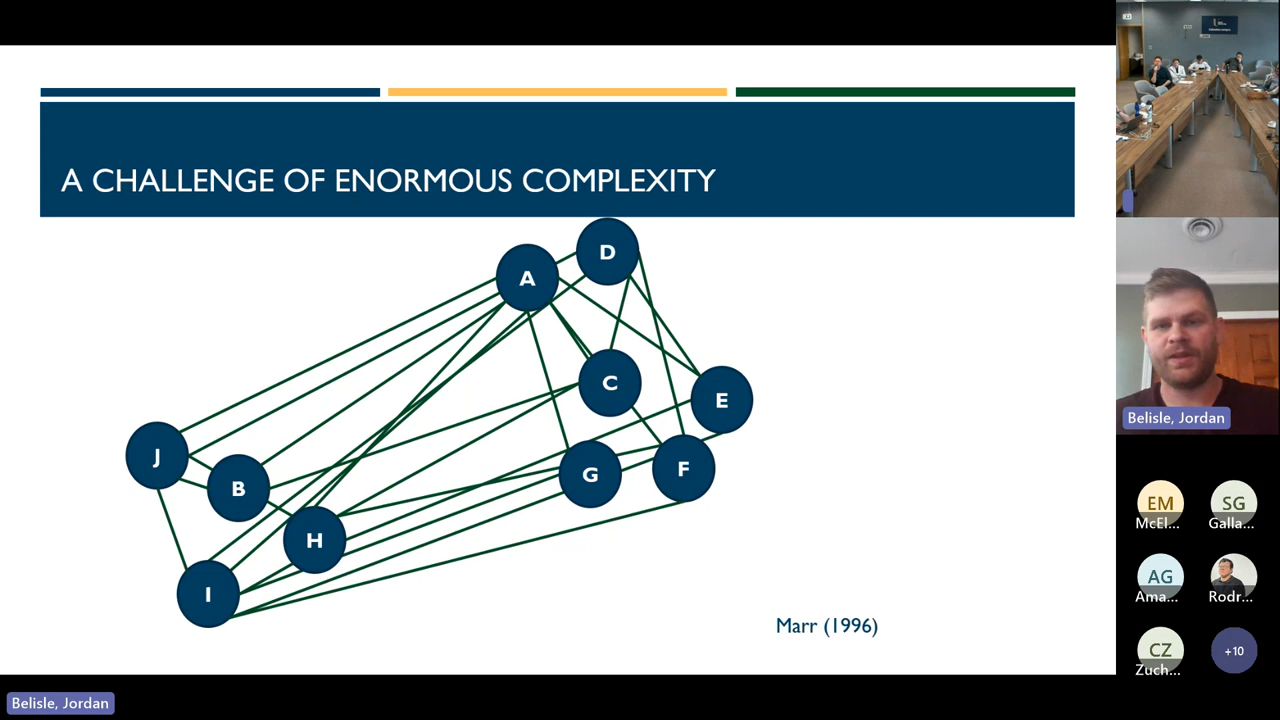 A CHALLENGE OF ENORMOUS COMPLEXITY
D
A
C
E
J
B
G
F
H
I
Marr (1996)
Belisle, Jordan
Belisle, Jordan
EM
McEl...
SG
Galla...
AG
Ama...
Rodr...
CZ
Zuch...
+10